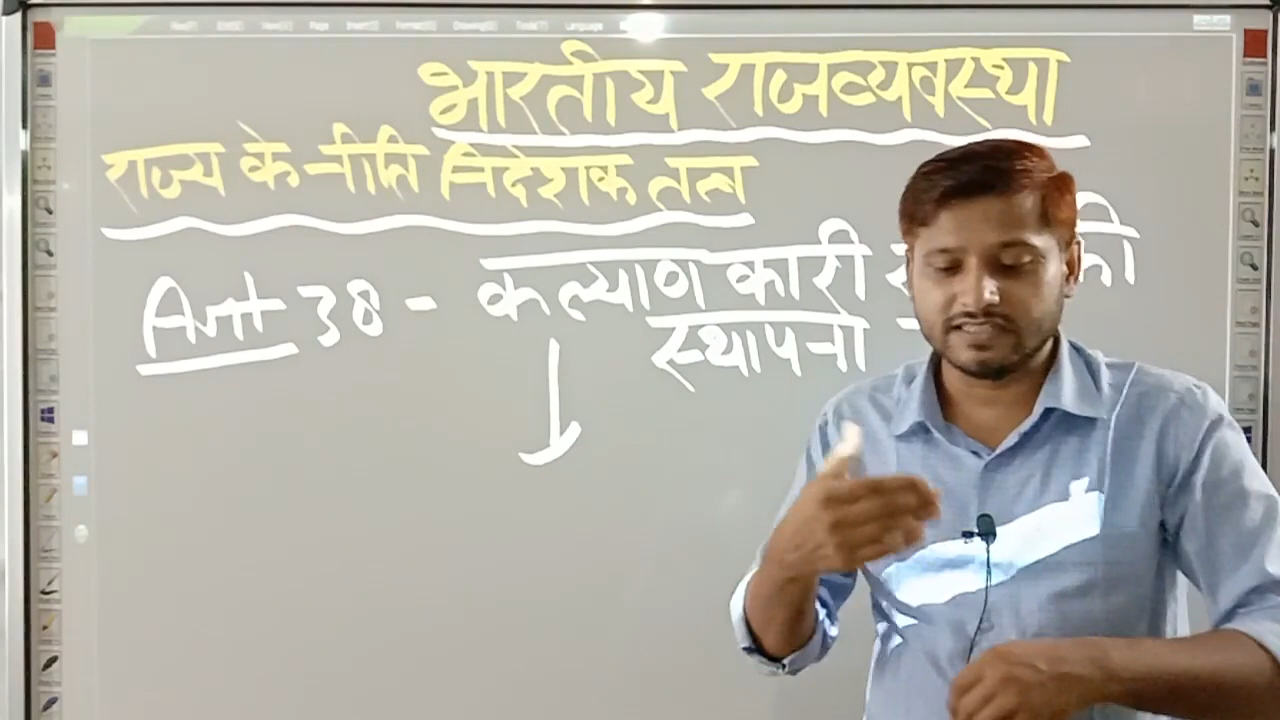 भारतीय राजव्यवस्था
राज्य के नीति निदेशक तत्व
Art 38 - कल्याण कारी की
स्थापना